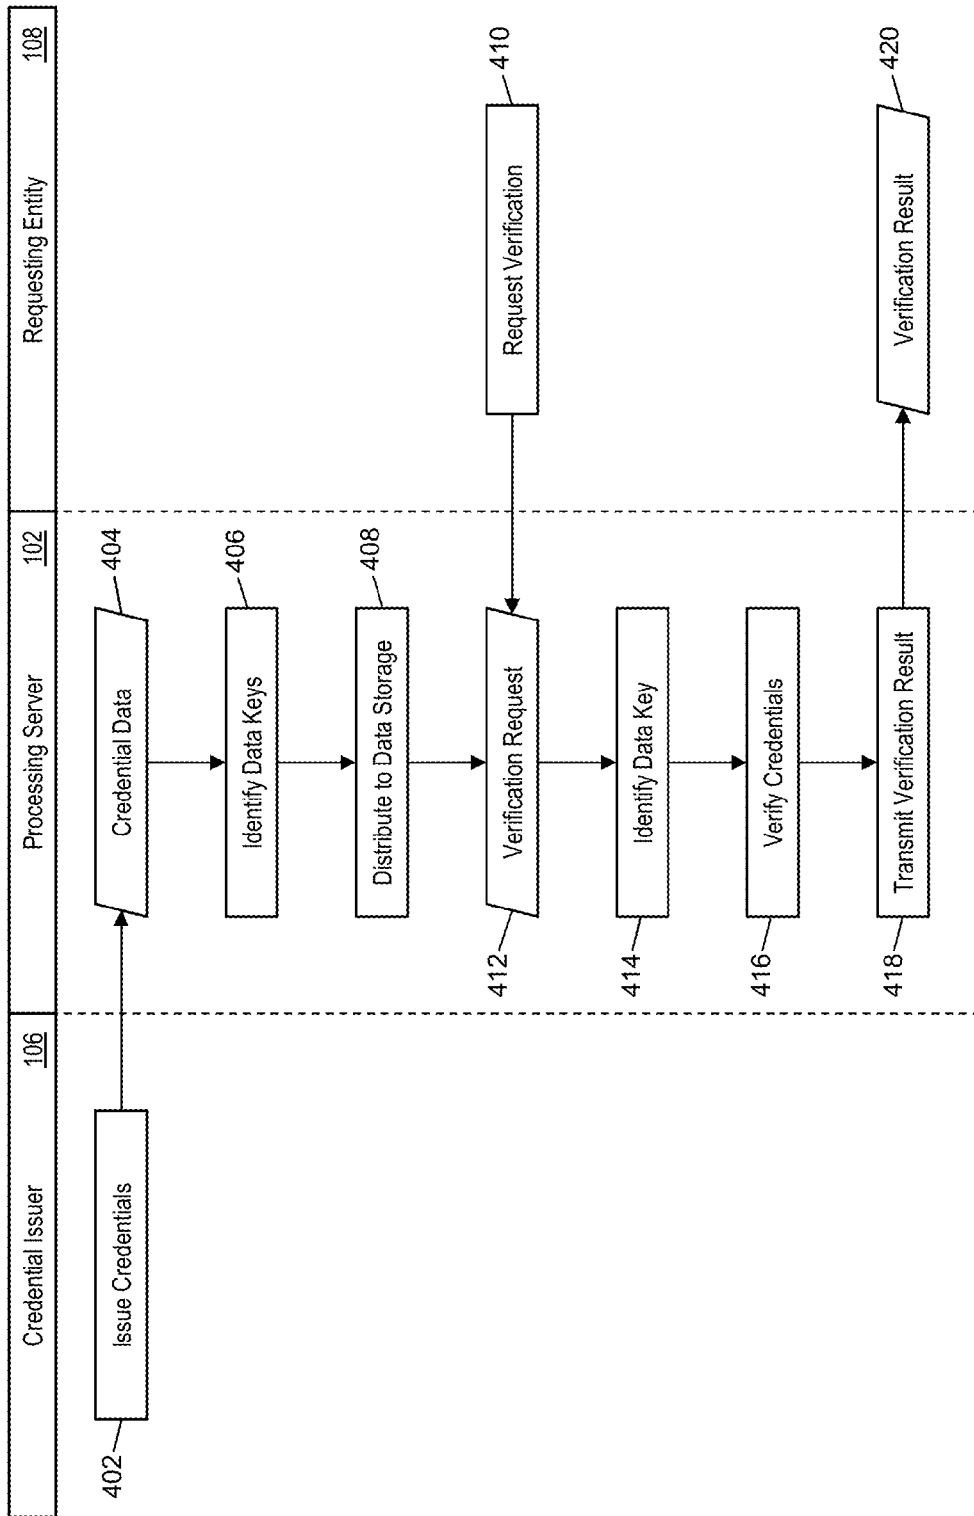 Credential Issuer
106
Processing Server
102
Requesting Entity
108
402
Issue Credentials
Credential Data
404
Identify Data Keys
406
Distribute to Data Storage
408
Request Verification
410
412
Verification Request
414
Identify Data Key
416
Verify Credentials
418
Transmit Verification Result
Verification Result
420